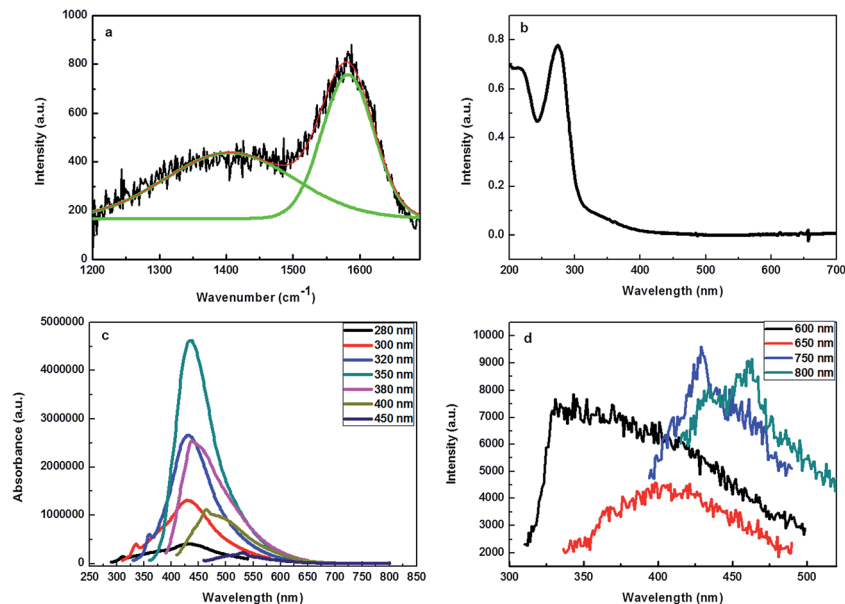 a
Intensity (a.u.)
1000
800
600
400
200
0
1200 1300 1400 1500 1600
Wavenumber (cm-1)
b
Intensity (a.u.)
0.8
0.6
0.4
0.2
0.0
200 300 400 500 600 700
Wavelength (nm)
c
Absorbance (a.u.)
5000000
4000000
3000000
2000000
1000000
0
250 300 350 400 450 500 550 600 650 700 750 800 850
Wavelength (nm)
280 nm
300 nm
320 nm
350 nm
380 nm
400 nm
450 nm
d
Intensity (a.u.)
10000
9000
8000
7000
6000
5000
4000
3000
2000
300 350 400 450 500
Wavelength (nm)
600 nm
650 nm
750 nm
800 nm